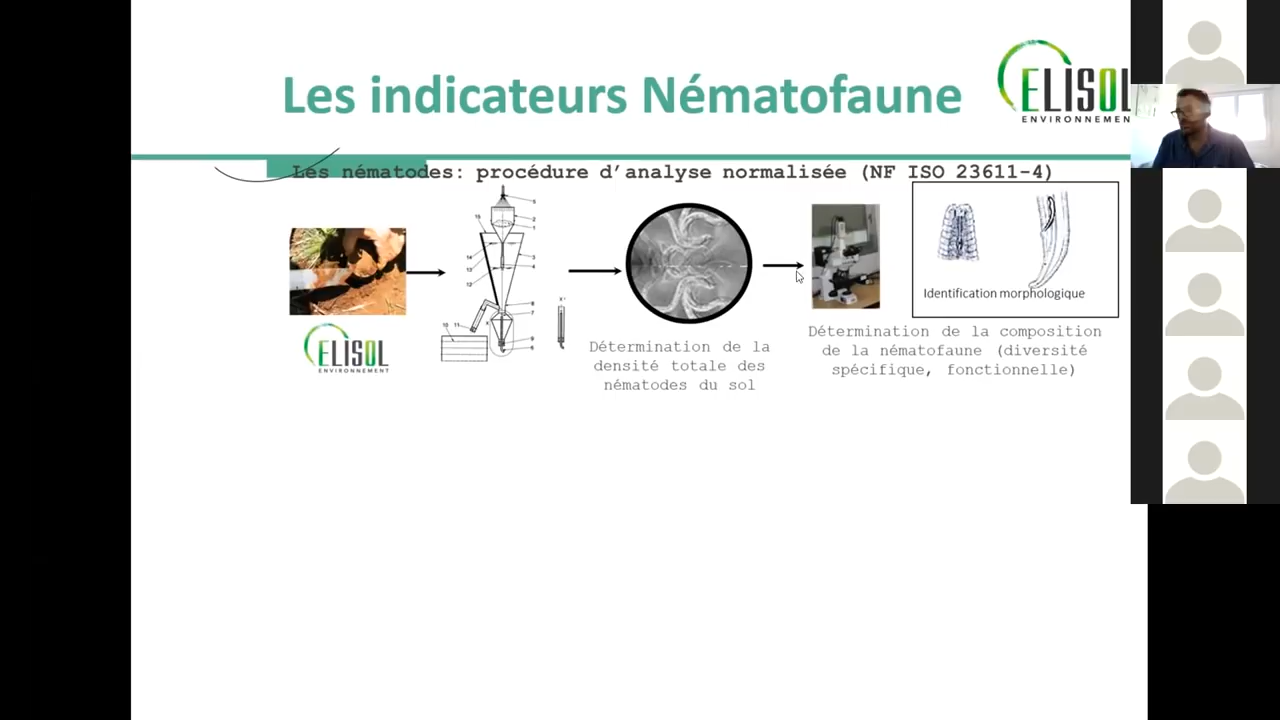 Les indicateurs Nématofaune
ELISOL
ENVIRONNEMEN
Les nématodes: procédure d'analyse normalisée (NF ISO 23611-4)
Identification morphologique
ELISOL
ENVIRONNEMENT
Détermination de la
densité totale des
nématodes du sol
Détermination de la composition
de la nématofaune (diversité
spécifique, fonctionnelle)